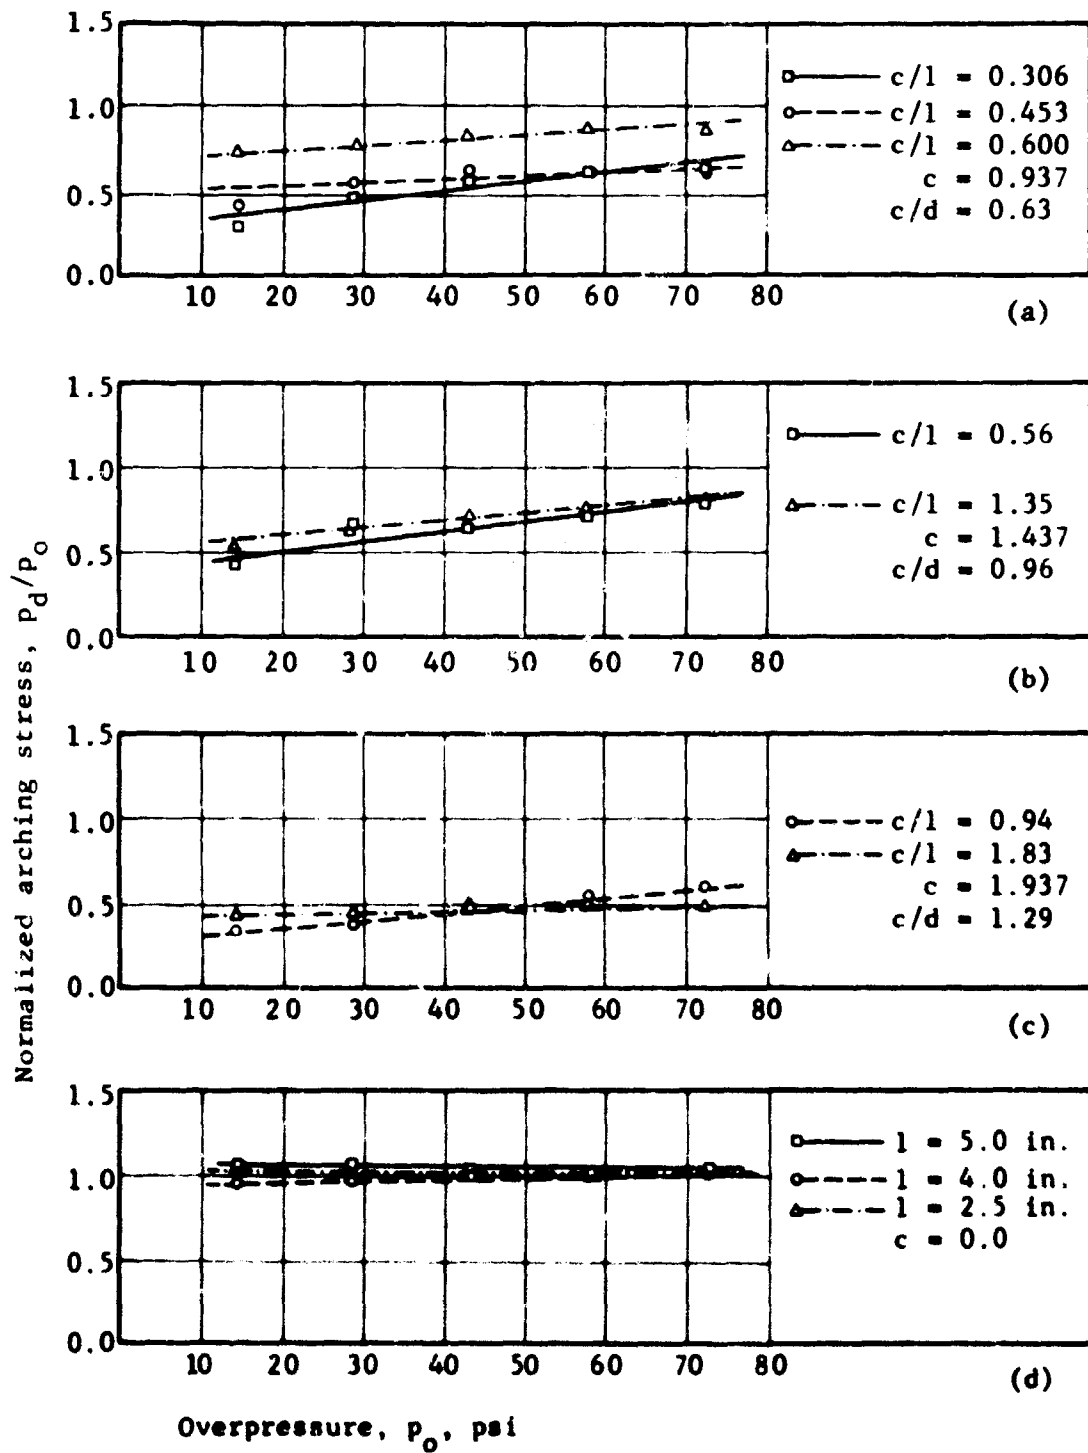 1.5
1.0
0.5
0.0
10 20 30 40 50 60 70 80
c/l = 0.306
c/l = 0.453
c/l = 0.600
c = 0.937
c/d = 0.63
(a)
1.5
1.0
0.5
0.0
10 20 30 40 50 60 70 80
c/l = 0.56
c/l = 1.35
c = 1.437
c/d = 0.96
(b)
Normalized arching stress, p_d/p_o
1.5
1.0
0.5
0.0
10 20 30 40 50 60 70 80
c/l = 0.94
c/l = 1.83
c = 1.937
c/d = 1.29
(c)
1.5
1.0
0.5
0.0
10 20 30 40 50 60 70 80
l = 5.0 in.
l = 4.0 in.
l = 2.5 in.
c = 0.0
(d)
Overpressure, p_o, psi